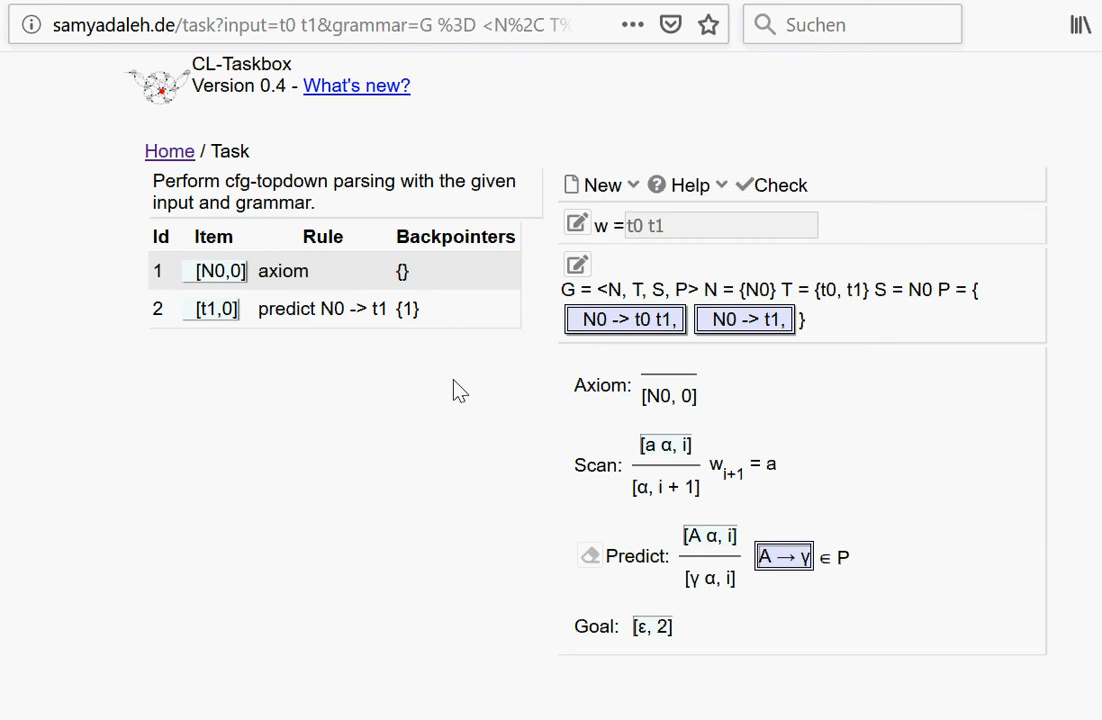 samyadaleh.de/task?input=t0 t1&grammar=G %3D <N%2C T%
Suchen
CL-Taskbox
Version 0.4 - What's new?
Home / Task
Perform cfg-topdown parsing with the given
input and grammar.
Id Item Rule Backpointers
1 [N0,0] axiom {}
2 [t1,0] predict N0 -> t1 {1}
New Help Check
w = t0 t1
G = <N, T, S, P> N = {N0} T = {t0, t1} S = N0 P = {
N0 -> t0 t1, N0 -> t1, }
Axiom:
[N0, 0]
[a α, i]
Scan: w i+1 = a
[α, i + 1]
[A α, i]
Predict: A → γ ∈ P
[γ α, i]
Goal: [ε, 2]